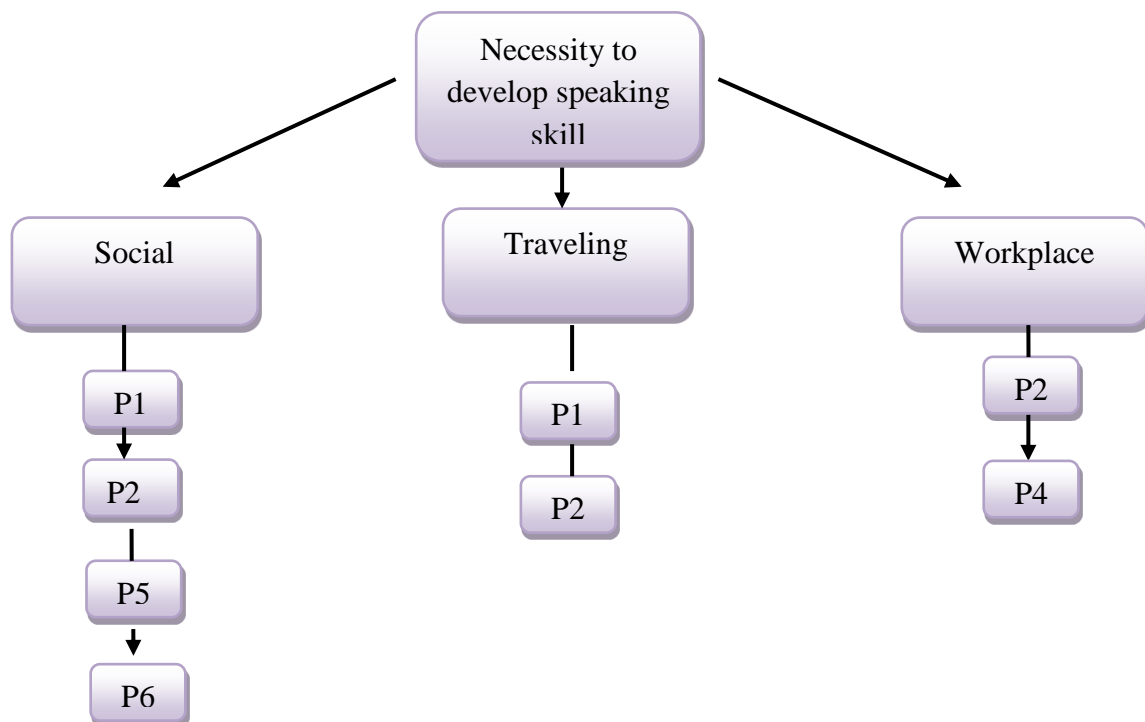 Necessity to
develop speaking
skill
Social
Traveling
Workplace
P1
P2
P5
P6
P1
P2
P2
P4